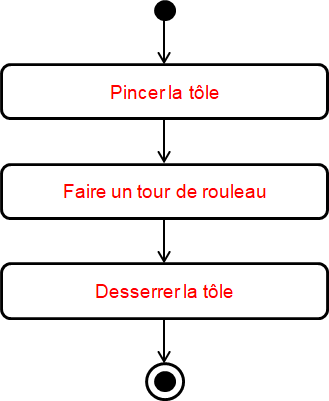 Pincer la tôle
Faire un tour de rouleau
Desserrer la tôle